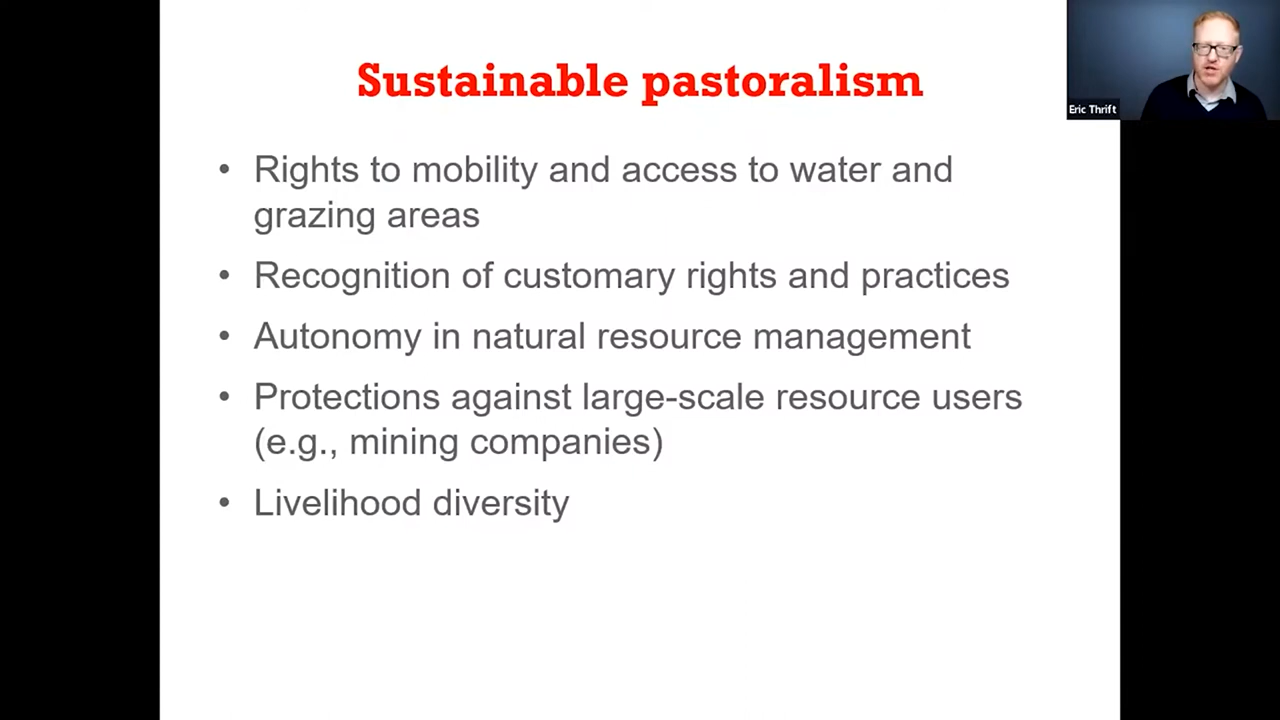 Sustainable pastoralism
Eric Thrift
• Rights to mobility and access to water and
grazing areas
• Recognition of customary rights and practices
• Autonomy in natural resource management
• Protections against large-scale resource users
(e.g., mining companies)
• Livelihood diversity